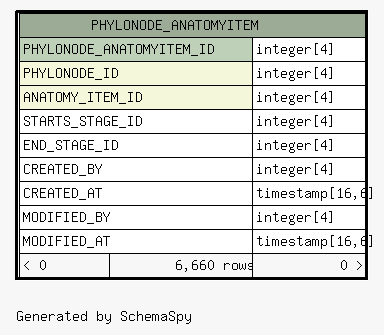 PHYLONODE_ANATOMYITEM
PHYLONODE_ANATOMYITEM_ID integer[4]
PHYLONODE_ID integer[4]
ANATOMY_ITEM_ID integer[4]
STARTS_STAGE_ID integer[4]
END_STAGE_ID integer[4]
CREATED_BY integer[4]
CREATED_AT timestamp[16,6]
MODIFIED_BY integer[4]
MODIFIED_AT timestamp[16,6]
< 0 6,660 rows 0 >
Generated by SchemaSpy